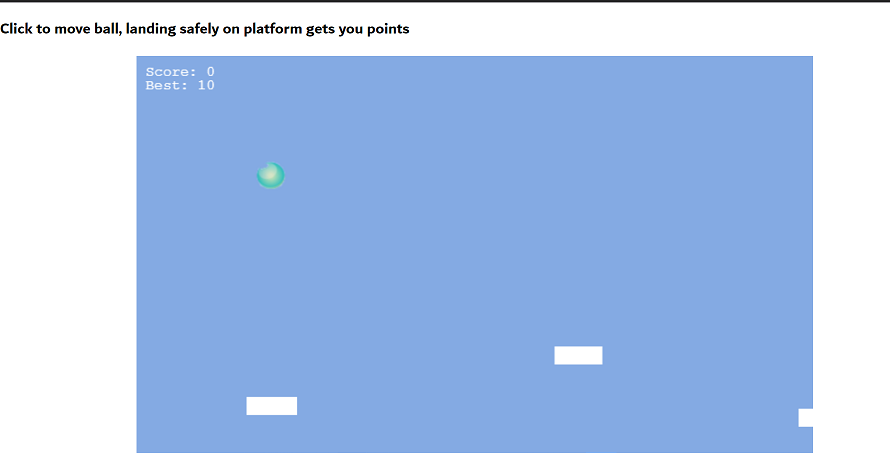 Click to move ball, landing safely on platform gets you points
Score: 0
Best: 10